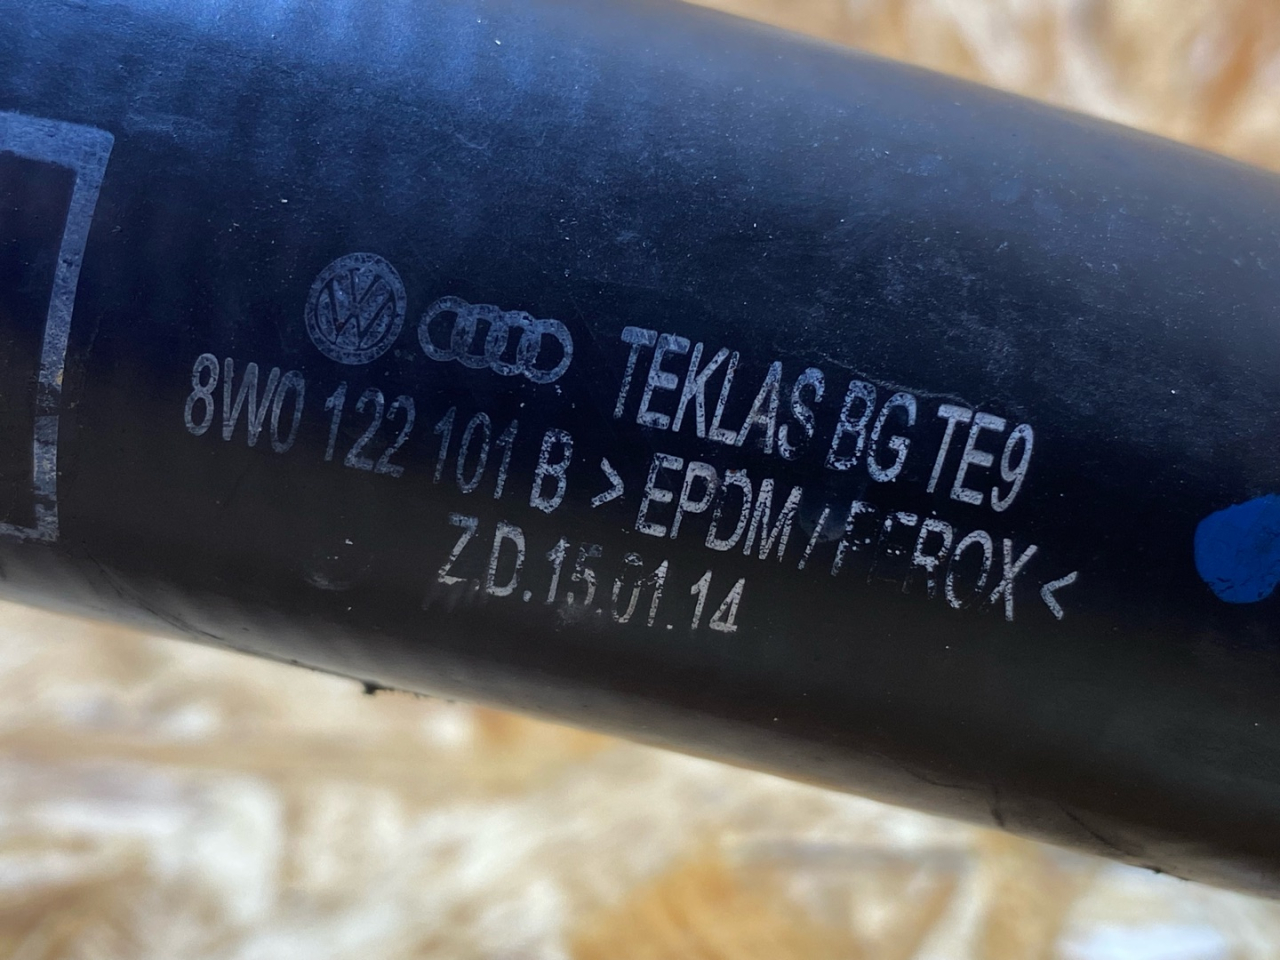 TEKLAS BG TE9
8W0 122 101 B >EPDM / PEROX<
Z.D.15.01.14